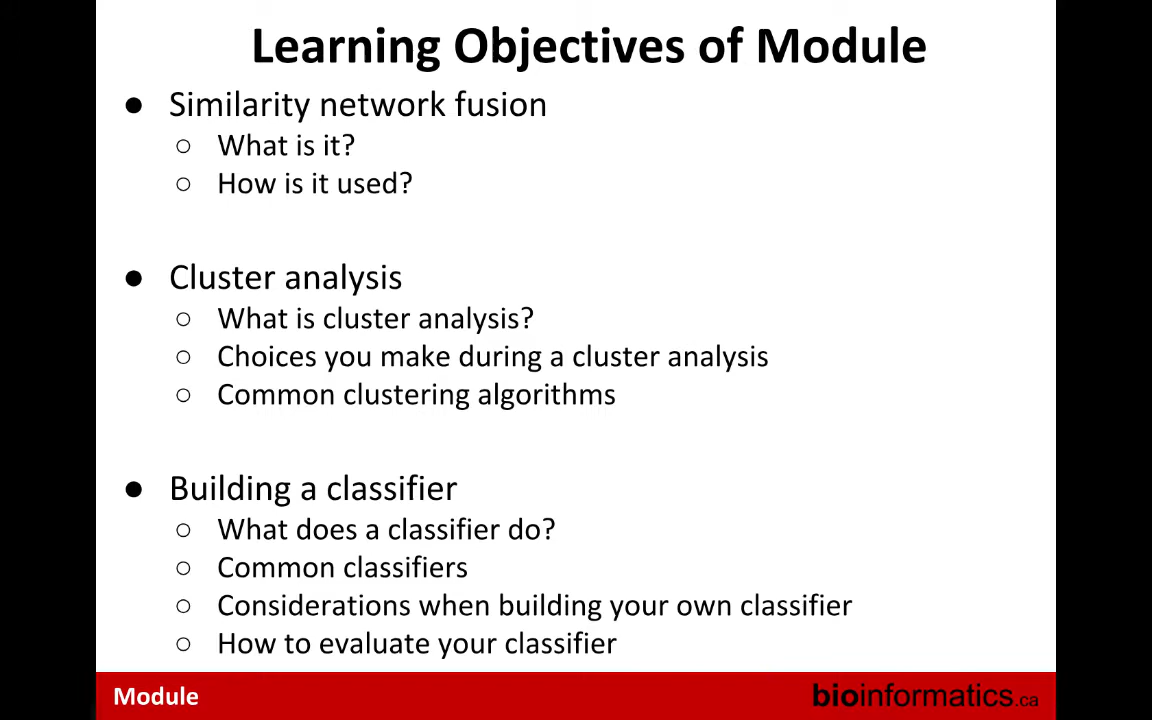 Learning Objectives of Module
● Similarity network fusion
○ What is it?
○ How is it used?
● Cluster analysis
○ What is cluster analysis?
○ Choices you make during a cluster analysis
○ Common clustering algorithms
● Building a classifier
○ What does a classifier do?
○ Common classifiers
○ Considerations when building your own classifier
○ How to evaluate your classifier
Module
bioinformatics.ca